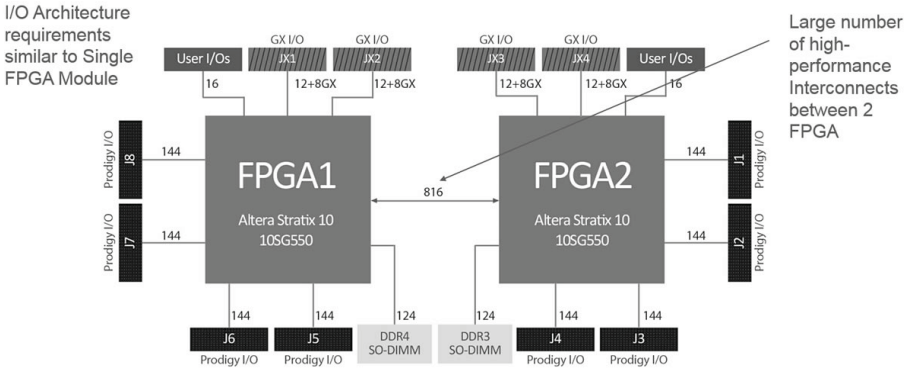 I/O Architecture
requirements
similar to Single
FPGA Module
Large number
of high-
performance
Interconnects
between 2
FPGA
GX I/O
GX I/O
GX I/O
GX I/O
User I/Os
JX1
JX2
JX3
JX4
User I/Os
16
12+8GX
12+8GX
12+8GX
12+8GX
16
Prodigy I/O
J8
144
FPGA1
Altera Stratix 10
10SG550
816
FPGA2
Altera Stratix 10
10SG550
144
J1
Prodigy I/O
Prodigy I/O
J7
144
144
J2
Prodigy I/O
144
144
124
124
144
144
J6
J5
DDR4
SO-DIMM
DDR3
SO-DIMM
J4
J3
Prodigy I/O
Prodigy I/O
Prodigy I/O
Prodigy I/O